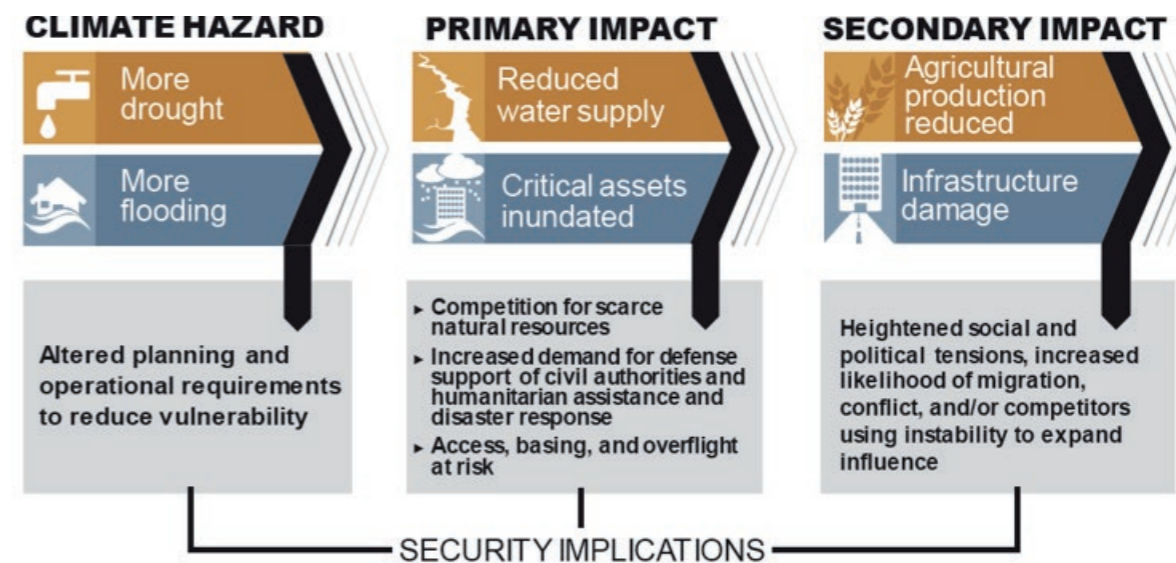 CLIMATE HAZARD
More
drought
More
flooding
Altered planning and
operational requirements
to reduce vulnerability
PRIMARY IMPACT
Reduced
water supply
Critical assets
inundated
▸ Competition for scarce
natural resources
▸ Increased demand for defense
support of civil authorities and
humanitarian assistance and
disaster response
▸ Access, basing, and overflight
at risk
SECONDARY IMPACT
Agricultural
production
reduced
Infrastructure
damage
Heightened social and
political tensions, increased
likelihood of migration,
conflict, and/or competitors
using instability to expand
influence
SECURITY IMPLICATIONS